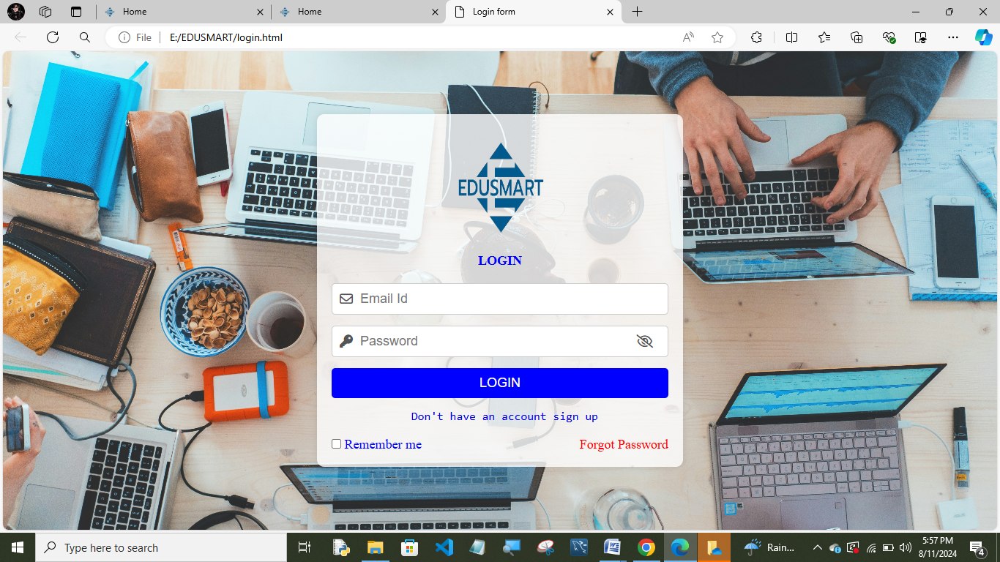 Home
Home
Login form
File
E:/EDUSMART/login.html
EDUSMART
LOGIN
Email Id
Password
LOGIN
Don't have an account sign up
Remember me
Forgot Password
Type here to search
Rain...
5:57 PM
8/11/2024
4